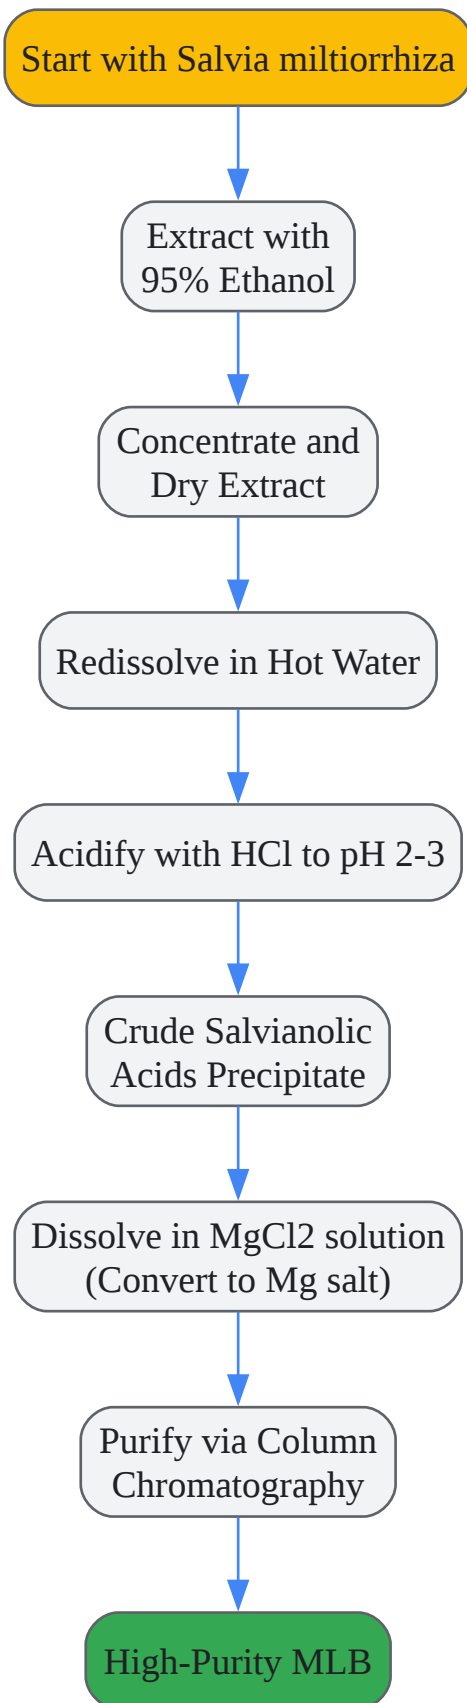 Start with Salvia miltiorrhiza
Extract with
95% Ethanol
Concentrate and
Dry Extract
Redissolve in Hot Water
Acidify with HCl to pH 2-3
Crude Salvianolic
Acids Precipitate
Dissolve in MgCl2 solution
(Convert to Mg salt)
Purify via Column
Chromatography
High-Purity MLB